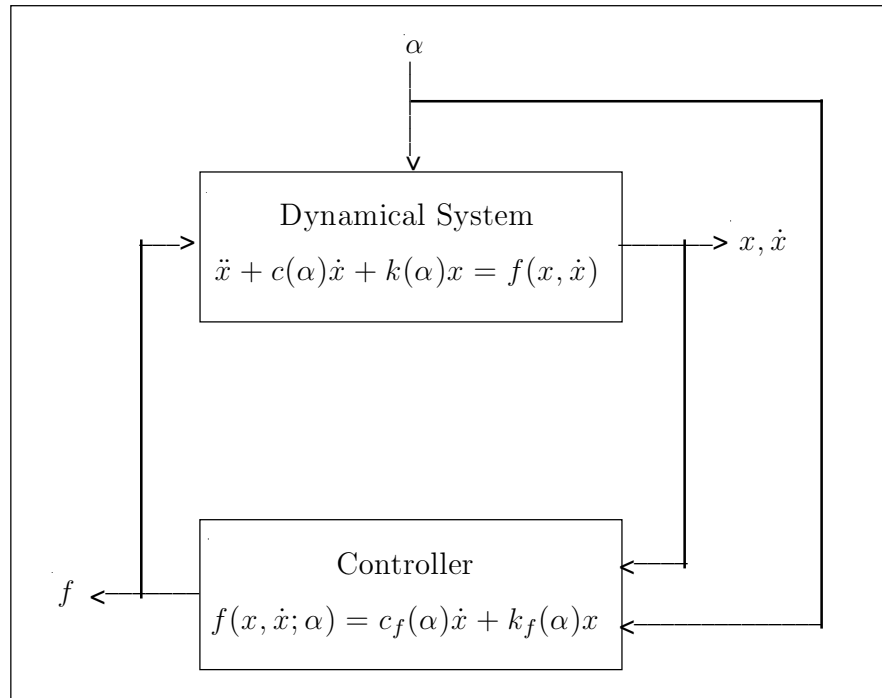 α
Dynamical System
ẍ + c(α)ẋ + k(α)x = f(x, ẋ)
x, ẋ
Controller
f
f(x, ẋ; α) = c_f(α)ẋ + k_f(α)x